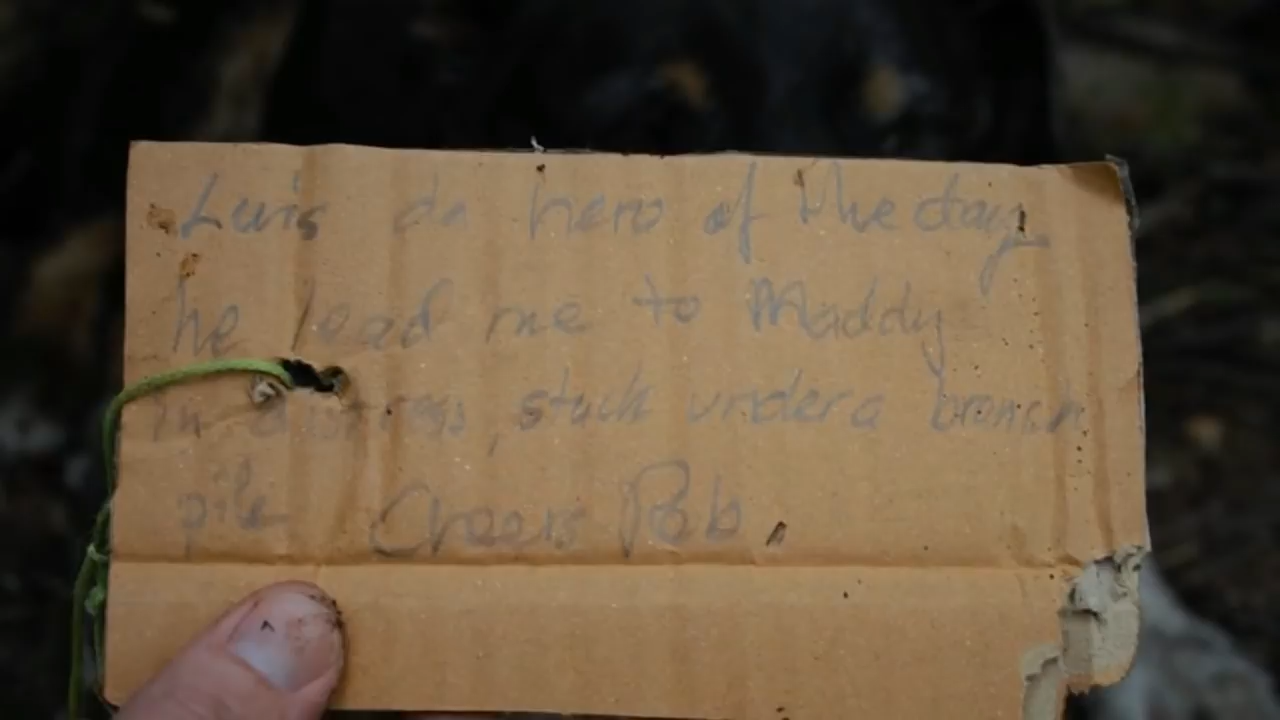 Luis da hero of the day
he lead me to Maddy
in distress, stuck under a branch
pile Cheers Rob.